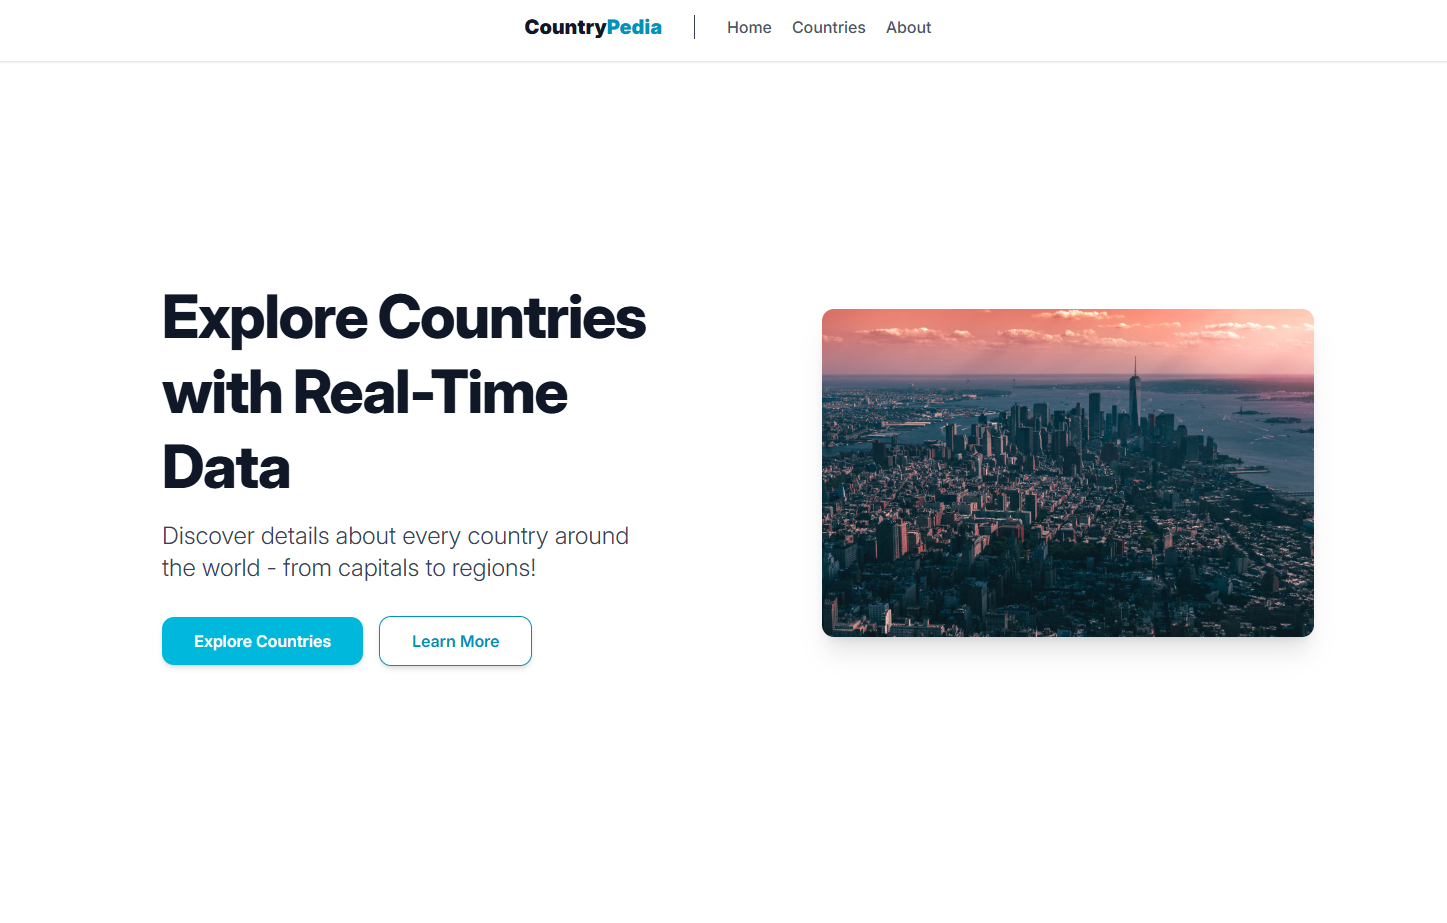 CountryPedia Home Countries About
Explore Countries
with Real-Time
Data
Discover details about every country around
the world - from capitals to regions!
Explore Countries Learn More